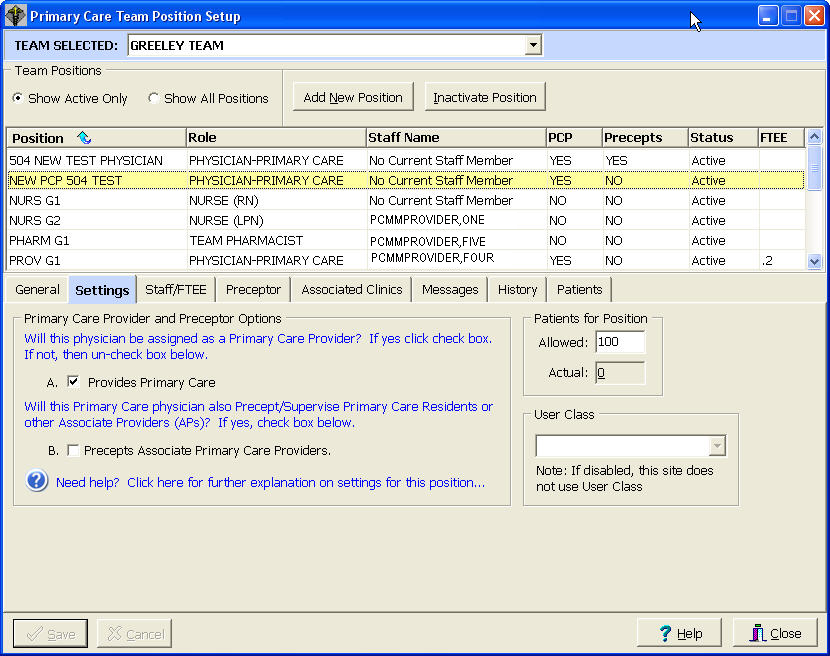 Primary Care Team Position Setup
TEAM SELECTED: GREELEY TEAM
Team Positions
Show Active Only Show All Positions Add New Position Inactivate Position
Position Role Staff Name PCP Precepts Status FTEE
504 NEW TEST PHYSICIAN PHYSICIAN-PRIMARY CARE No Current Staff Member YES YES Active
NEW PCP 504 TEST PHYSICIAN-PRIMARY CARE No Current Staff Member YES NO Active
NURS G1 NURSE (RN) No Current Staff Member NO NO Active
NURS G2 NURSE (LPN) PCMMPROVIDER,ONE NO NO Active
PHARM G1 TEAM PHARMACIST PCMMPROVIDER,FIVE NO NO Active
PROV G1 PHYSICIAN-PRIMARY CARE PCMMPROVIDER,FOUR YES NO Active .2
General Settings Staff/FTEE Preceptor Associated Clinics Messages History Patients
Primary Care Provider and Preceptor Options
Will this physician be assigned as a Primary Care Provider? If yes click check box.
If not, then un-check box below.
A. Provides Primary Care
Will this Primary Care physician also Precept/Supervise Primary Care Residents or
other Associate Providers (APs)? If yes, check box below.
B. Precepts Associate Primary Care Providers.
Need help? Click here for further explanation on settings for this position...
Patients for Position
Allowed: 100
Actual: 0
User Class
Note: If disabled, this site does
not use User Class
Save Cancel Help Close